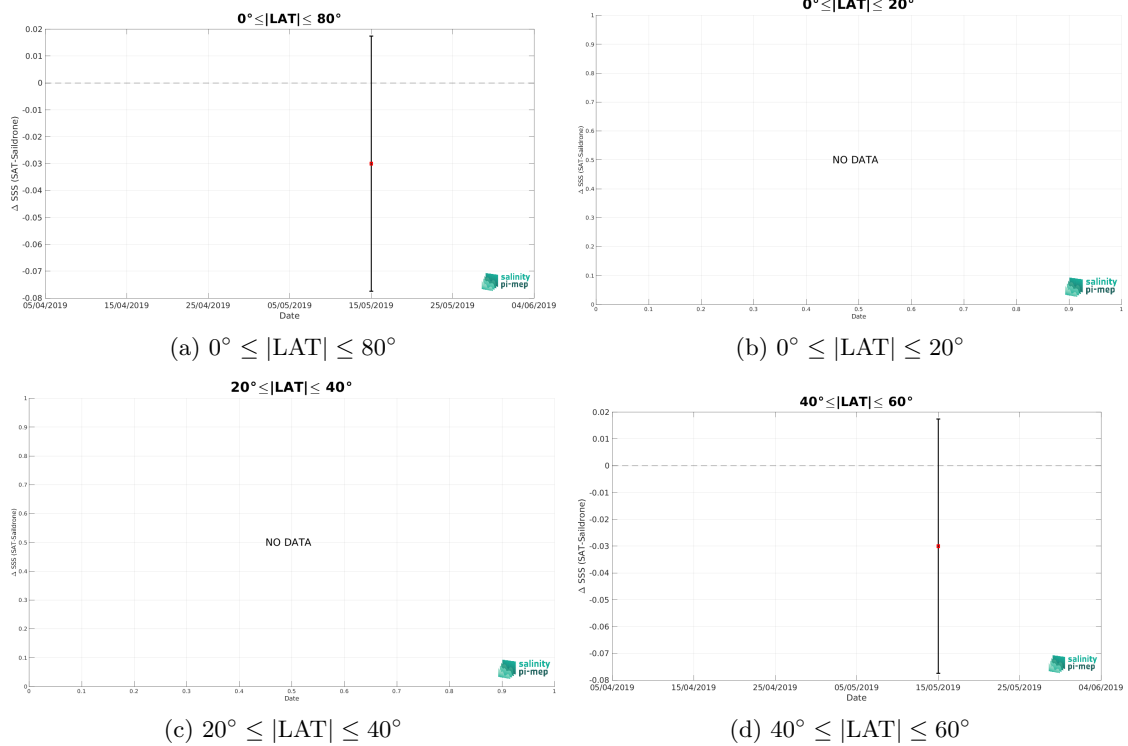 0°≤|LAT|≤ 80°
0.02
0.01
0
-0.01
-0.02
-0.03
-0.04
-0.05
-0.06
-0.07
-0.08
Δ SSS (SAT-Saildrone)
05/04/2019 15/04/2019 25/04/2019 05/05/2019 15/05/2019 25/05/2019 04/06/2019
Date
salinity
pi-mep
(a) 0° ≤ |LAT| ≤ 80°
0°≤|LAT|≤ 20°
1
0.9
0.8
0.7
0.6
0.5
0.4
0.3
0.2
0.1
0
Δ SSS (SAT-Saildrone)
NO DATA
0 0.1 0.2 0.3 0.4 0.5 0.6 0.7 0.8 0.9 1
Date
salinity
pi-mep
(b) 0° ≤ |LAT| ≤ 20°
20°≤|LAT|≤ 40°
1
0.9
0.8
0.7
0.6
0.5
0.4
0.3
0.2
0.1
0
Δ SSS (SAT-Saildrone)
NO DATA
0 0.1 0.2 0.3 0.4 0.5 0.6 0.7 0.8 0.9 1
Date
salinity
pi-mep
(c) 20° ≤ |LAT| ≤ 40°
40°≤|LAT|≤ 60°
0.02
0.01
0
-0.01
-0.02
-0.03
-0.04
-0.05
-0.06
-0.07
-0.08
Δ SSS (SAT-Saildrone)
05/04/2019 15/04/2019 25/04/2019 05/05/2019 15/05/2019 25/05/2019 04/06/2019
Date
salinity
pi-mep
(d) 40° ≤ |LAT| ≤ 60°